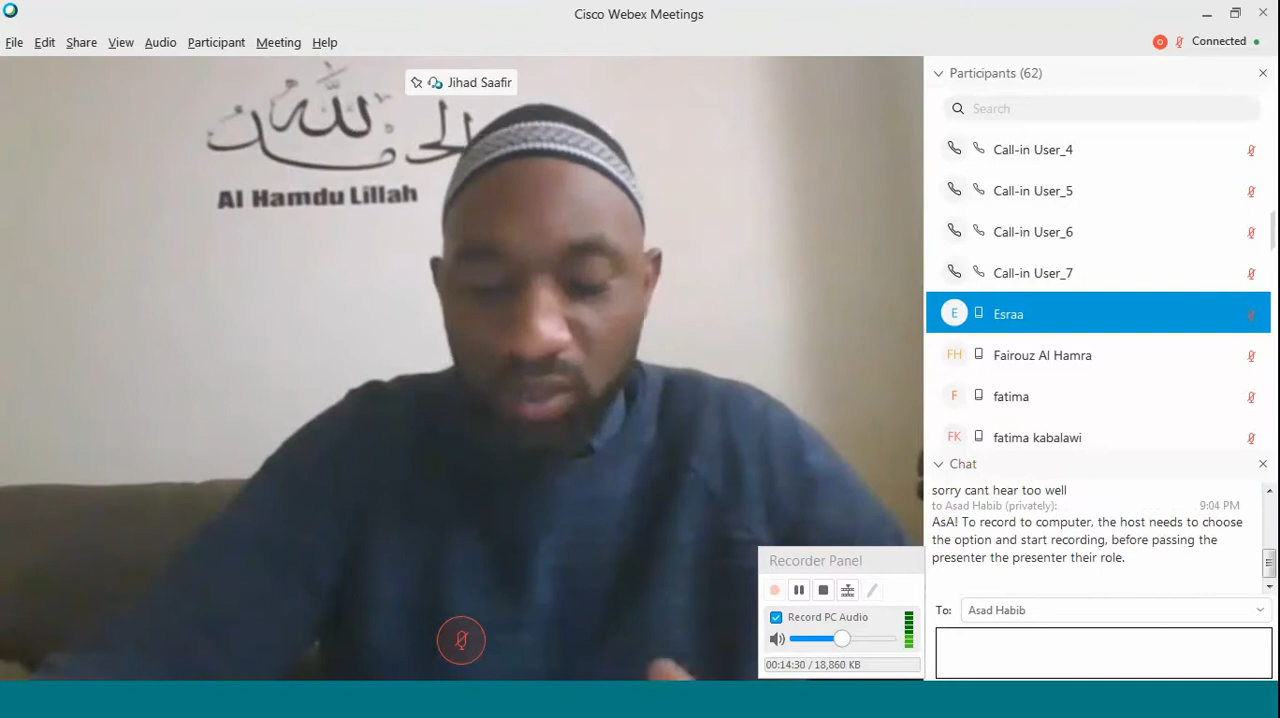 Cisco Webex Meetings
File Edit Share View Audio Participant Meeting Help
Connected
Jihad Saafir
الحمد لله
Al Hamdu Lillah
Participants (62)
Search
Call-in User_4
Call-in User_5
Call-in User_6
Call-in User_7
E Esraa
FH Fairouz Al Hamra
F fatima
FK fatima kabalawi
Chat
sorry cant hear too well
to Asad Habib (privately): 9:04 PM
AsA! To record to computer, the host needs to choose
the option and start recording, before passing the
presenter the presenter their role.
To: Asad Habib
Recorder Panel
Record PC Audio
00:14:30 / 18,860 KB